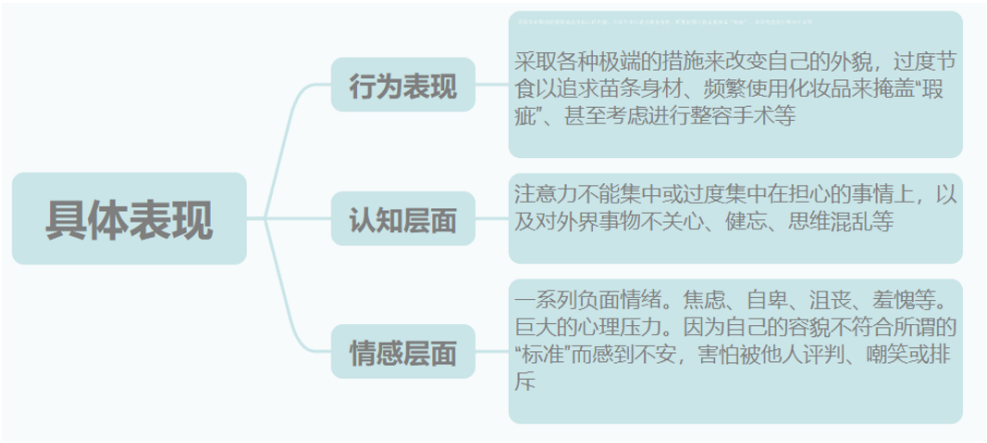 行为表现
采取各种极端的措施来改变自己的外貌，过度节
食以追求苗条身材、频繁使用化妆品来掩盖“瑕
疵”、甚至考虑进行整容手术等
具体表现
认知层面
注意力不能集中或过度集中在担心的事情上，以
及对外界事物不关心、健忘、思维混乱等
情感层面
一系列负面情绪。焦虑、自卑、沮丧、羞愧等。
巨大的心理压力。因为自己的容貌不符合所谓的
“标准”而感到不安，害怕被他人评判、嘲笑或排
斥